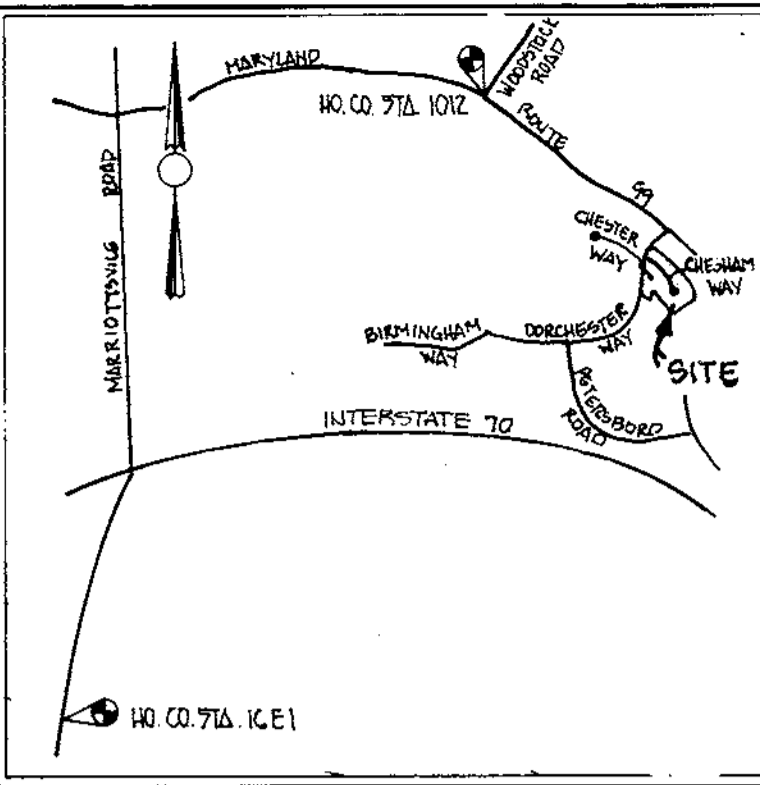 MARYLAND
WOODSTOCK
ROAD
HO. CO. STA. 1012
ROUTE
99
MARRIOTTSVILLE ROAD
CHESTER
WAY
CHESHAM
WAY
BIRMINGHAM
WAY
DORCHESTER
WAY
SITE
PETERSBORO
ROAD
INTERSTATE 70
HO. CO. STA. 16E1